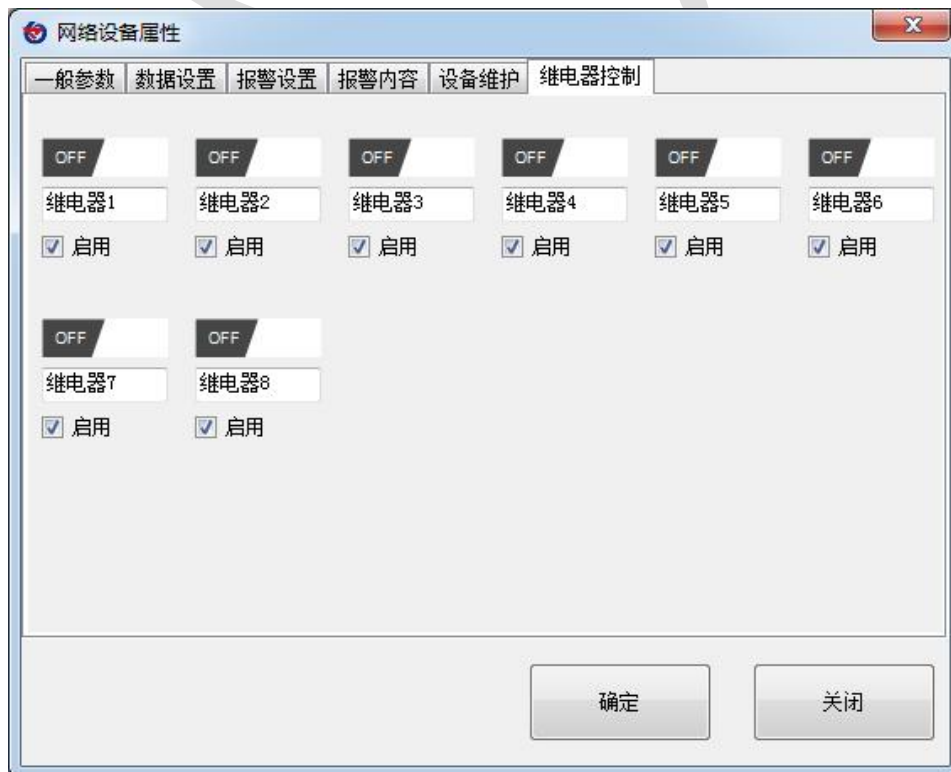 网络设备属性
一般参数 数据设置 报警设置 报警内容 设备维护 继电器控制
OFF OFF OFF OFF OFF OFF
继电器1 继电器2 继电器3 继电器4 继电器5 继电器6
启用 启用 启用 启用 启用 启用
OFF OFF
继电器7 继电器8
启用 启用
确定 关闭